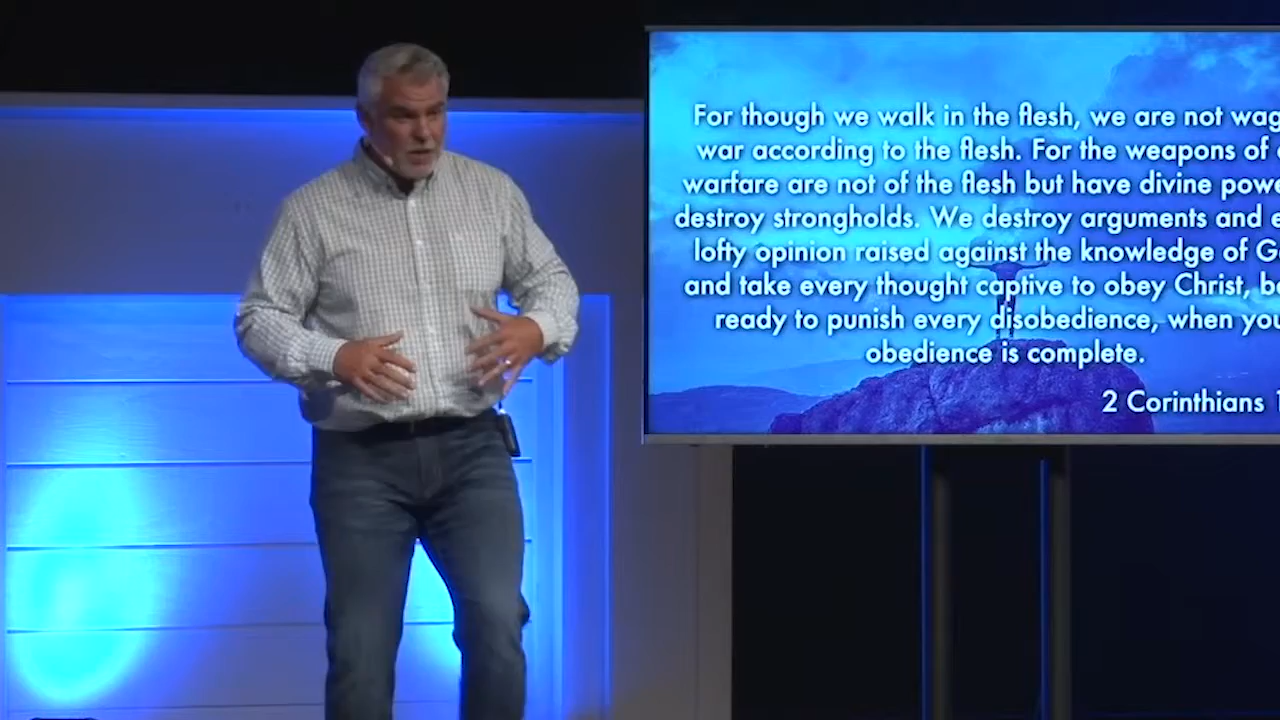 For though we walk in the flesh, we are not wag
war according to the flesh. For the weapons of
warfare are not of the flesh but have divine powe
destroy strongholds. We destroy arguments and e
lofty opinion raised against the knowledge of G
and take every thought captive to obey Christ, be
ready to punish every disobedience, when you
obedience is complete.
2 Corinthians 1